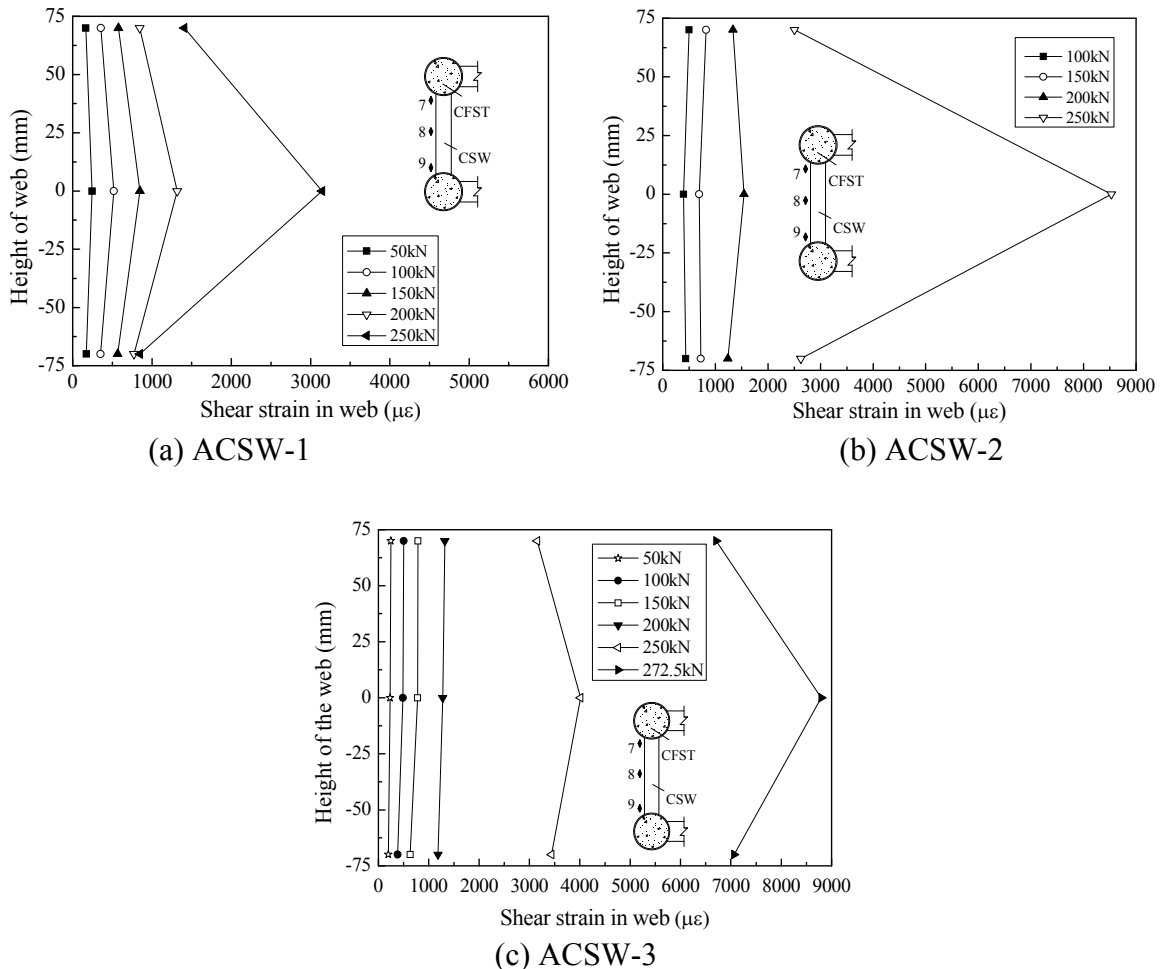 Height of web (mm)
75
50
25
0
-25
-50
-75
7
8
9
CFST
CSW
50kN
100kN
150kN
200kN
250kN
0 1000 2000 3000 4000 5000 6000
Shear strain in web (με)
(a) ACSW-1
Height of web (mm)
75
50
25
0
-25
-50
-75
100kN
150kN
200kN
250kN
7
8
9
CFST
CSW
0 1000 2000 3000 4000 5000 6000 7000 8000 9000
Shear strain in web (με)
(b) ACSW-2
Height of the web (mm)
75
50
25
0
-25
-50
-75
50kN
100kN
150kN
200kN
250kN
272.5kN
7
8
9
CFST
CSW
0 1000 2000 3000 4000 5000 6000 7000 8000 9000
Shear strain in web (με)
(c) ACSW-3